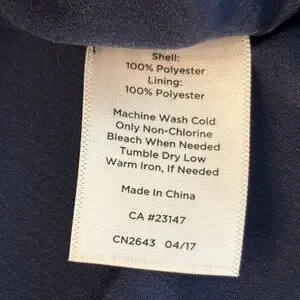 Shell:
100% Polyester
Lining:
100% Polyester
Machine Wash Cold
Only Non-Chlorine
Bleach When Needed
Tumble Dry Low
Warm Iron, If Needed
Made In China
CA #23147
CN2643 04/17